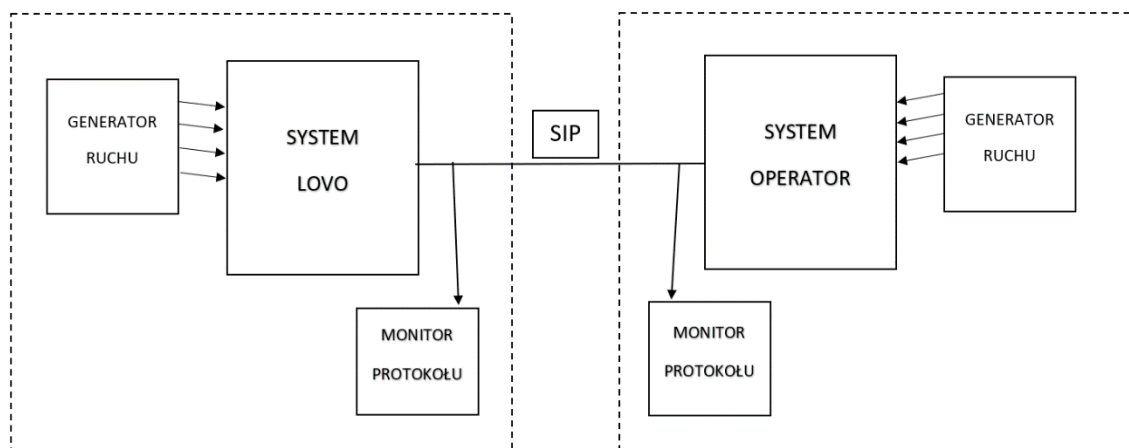 GENERATOR
RUCHU
SYSTEM
LOVO
SIP
SYSTEM
OPERATOR
GENERATOR
RUCHU
MONITOR
PROTOKOŁU
MONITOR
PROTOKOŁU